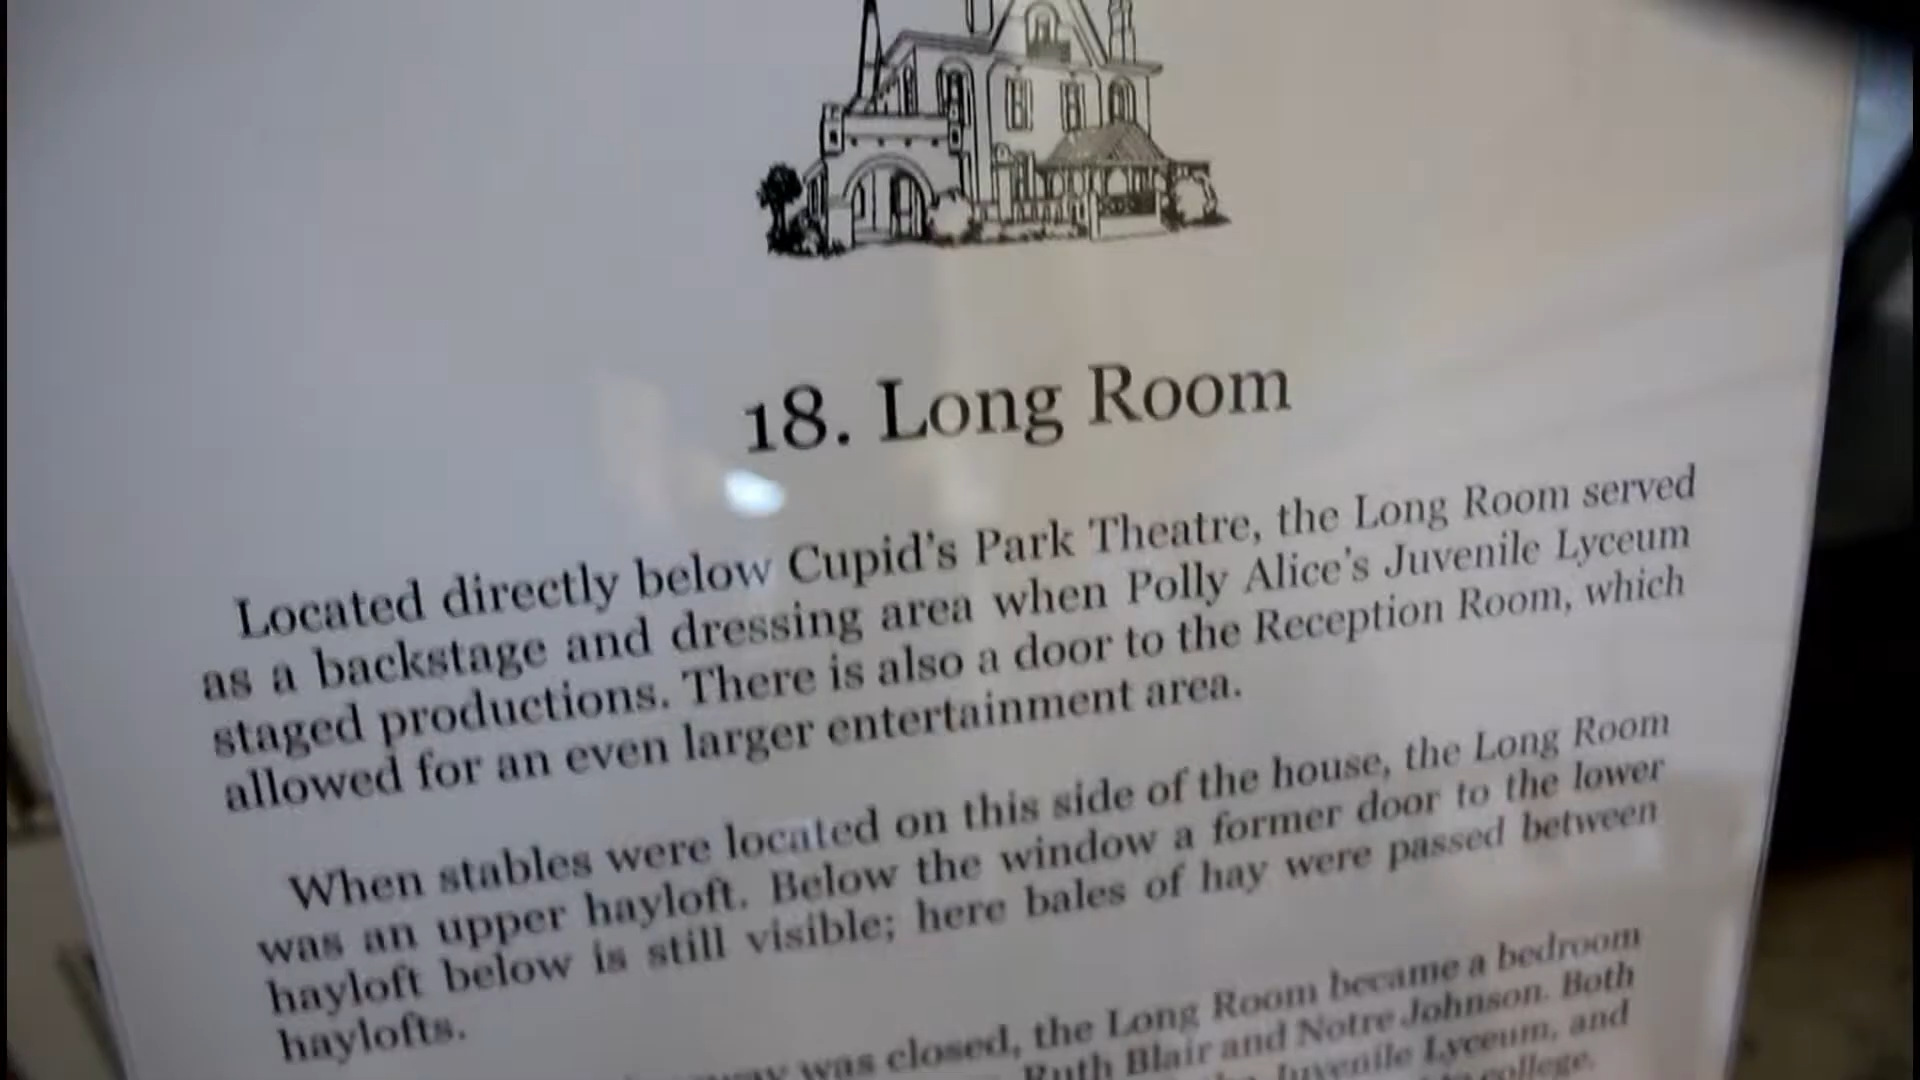 18. Long Room
Located directly below Cupid's Park Theatre, the Long Room served
as a backstage and dressing area when Polly Alice's Juvenile Lyceum
staged productions. There is also a door to the Reception Room, which
allowed for an even larger entertainment area.
When stables were located on this side of the house, the Long Room
was an upper hayloft. Below the window a former door to the lower
hayloft below is still visible; here bales of hay were passed between
haylofts.
was closed, the Long Room became a bedroom
Ruth Blair and Notre Johnson. Both
Juvenile Lyceum, and
college.